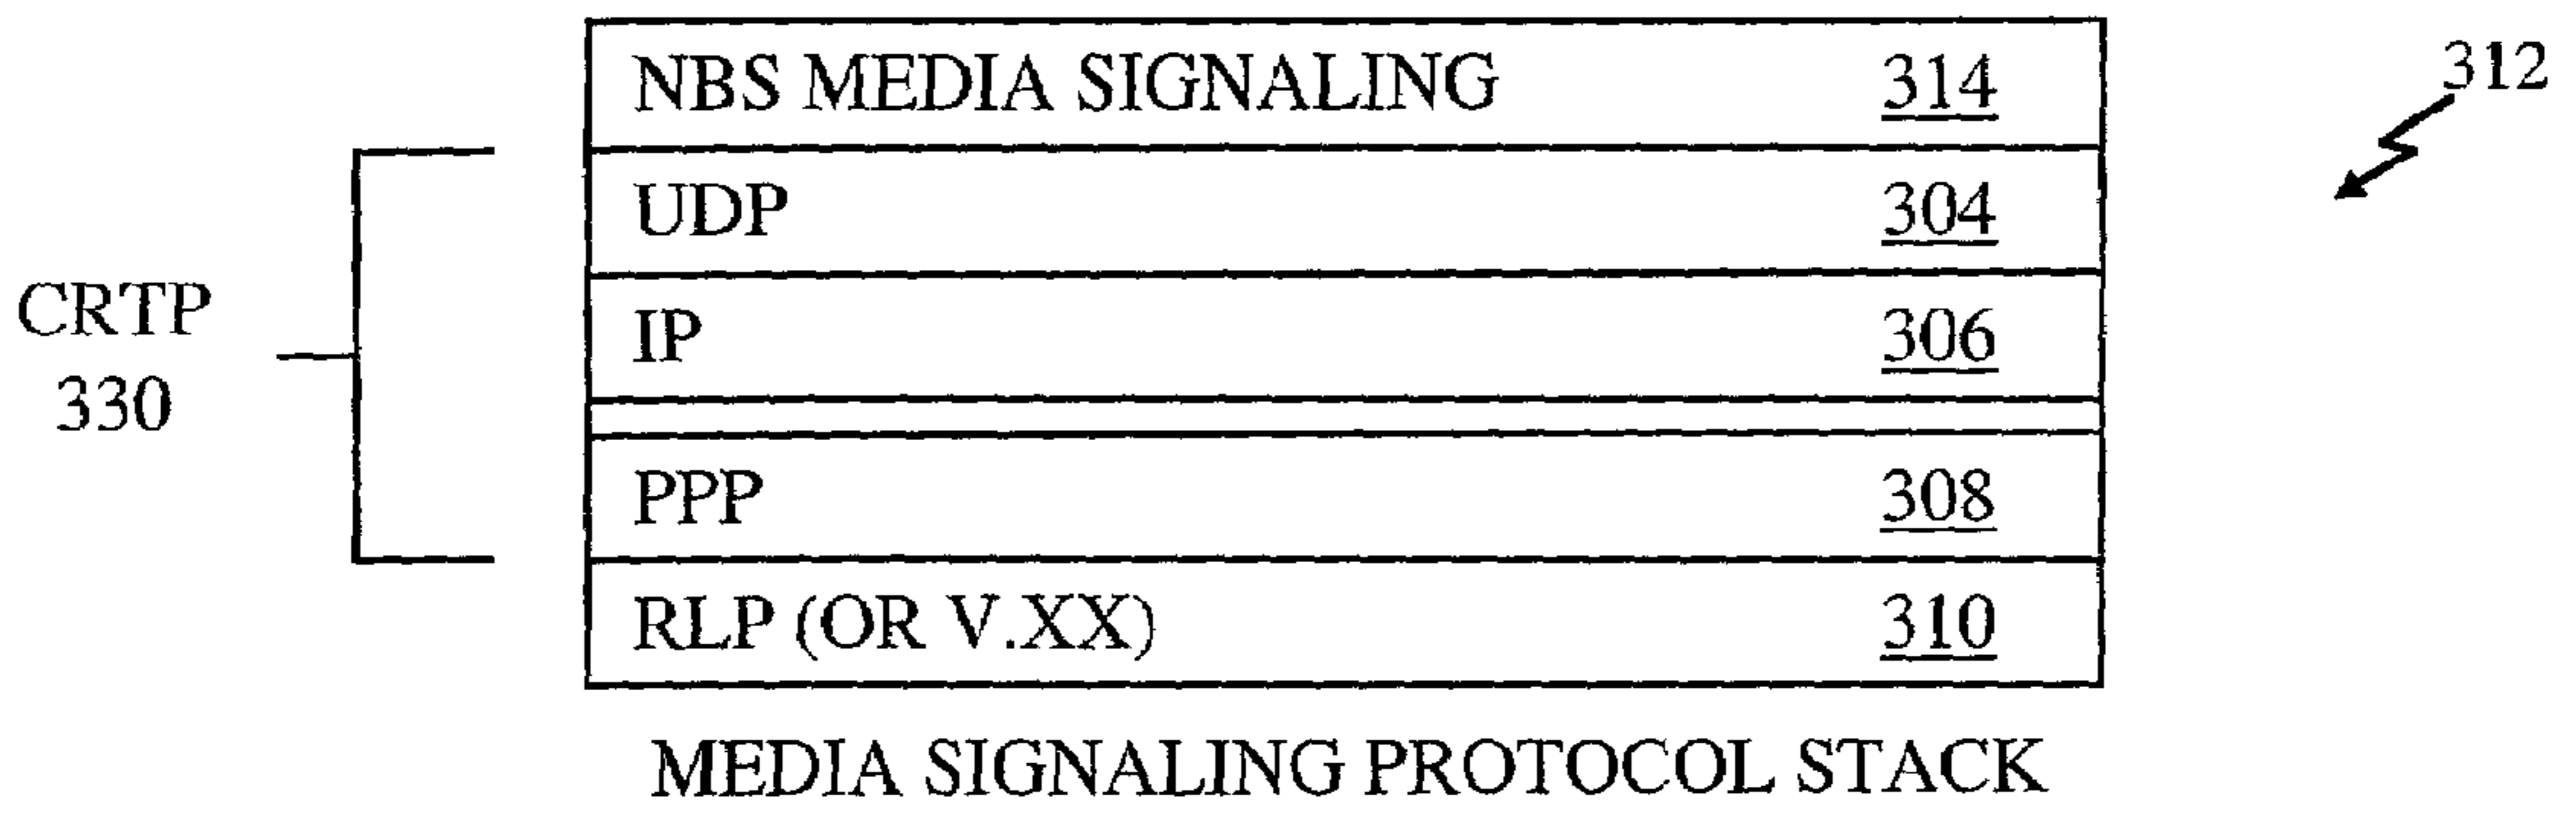 NBS MEDIA SIGNALING 314
312
UDP 304
CRTP
330
IP 306
PPP 308
RLP (OR V.XX) 310
MEDIA SIGNALING PROTOCOL STACK